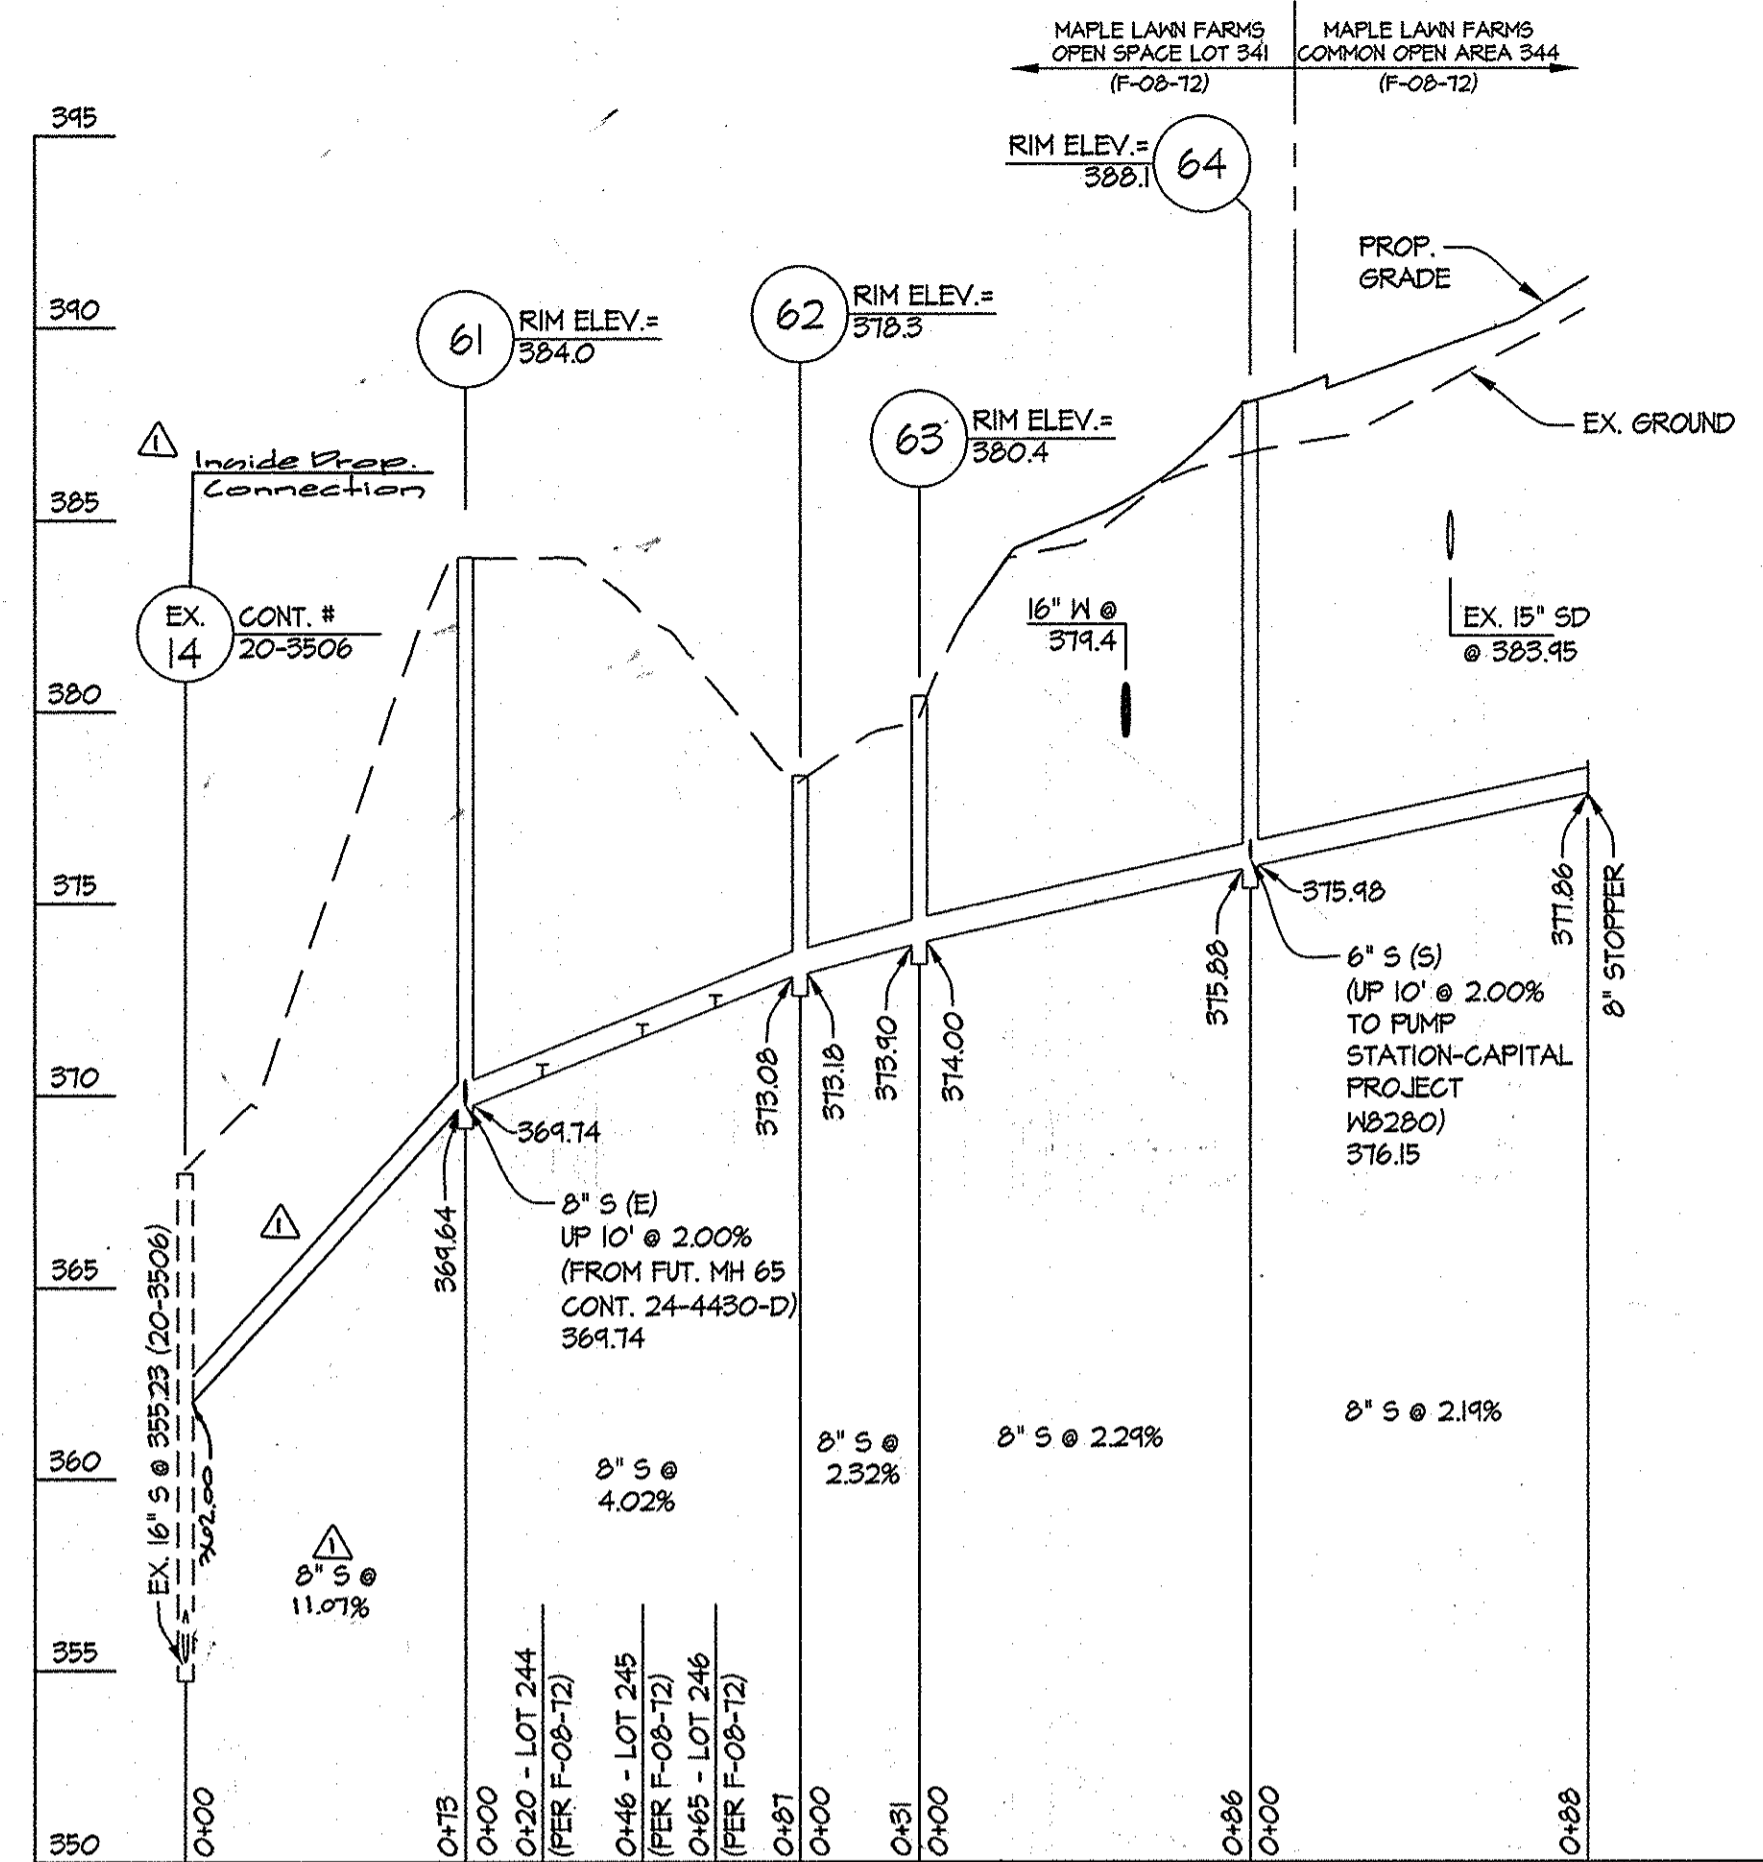 MAPLE LAWN FARMS
OPEN SPACE LOT 341
(F-08-72)
MAPLE LAWN FARMS
COMMON OPEN AREA 344
(F-08-72)
395
390
385
380
375
370
365
360
355
350
RIM ELEV.=
388.1
64
PROP.
GRADE
EX. GROUND
61
RIM ELEV.=
384.0
62
RIM ELEV.=
378.3
63
RIM ELEV.=
380.4
1
Inside Drop.
Connection
EX.
14
CONT. #
20-3506
16" W @
379.4
EX. 15" SD
@ 383.95
375.98
375.88
377.86
8" STOPPER
6" S (S)
(UP 10' @ 2.00%
TO PUMP
STATION-CAPITAL
PROJECT
W8280)
376.15
373.08
373.18
373.90
374.00
369.74
369.64
8" S (E)
UP 10' @ 2.00%
(FROM FUT. MH 65
CONT. 24-4430-D)
369.74
1
EX. 16" S @ 355.23 (20-3506)
362.00
1
8" S @
11.07%
8" S @
4.02%
8" S @
2.32%
8" S @ 2.29%
8" S @ 2.19%
0+00
0+73
0+00
0+20 - LOT 244
(PER F-08-72)
0+46 - LOT 245
(PER F-08-72)
0+65 - LOT 246
(PER F-08-72)
0+87
0+00
0+31
0+00
0+86
0+00
0+88